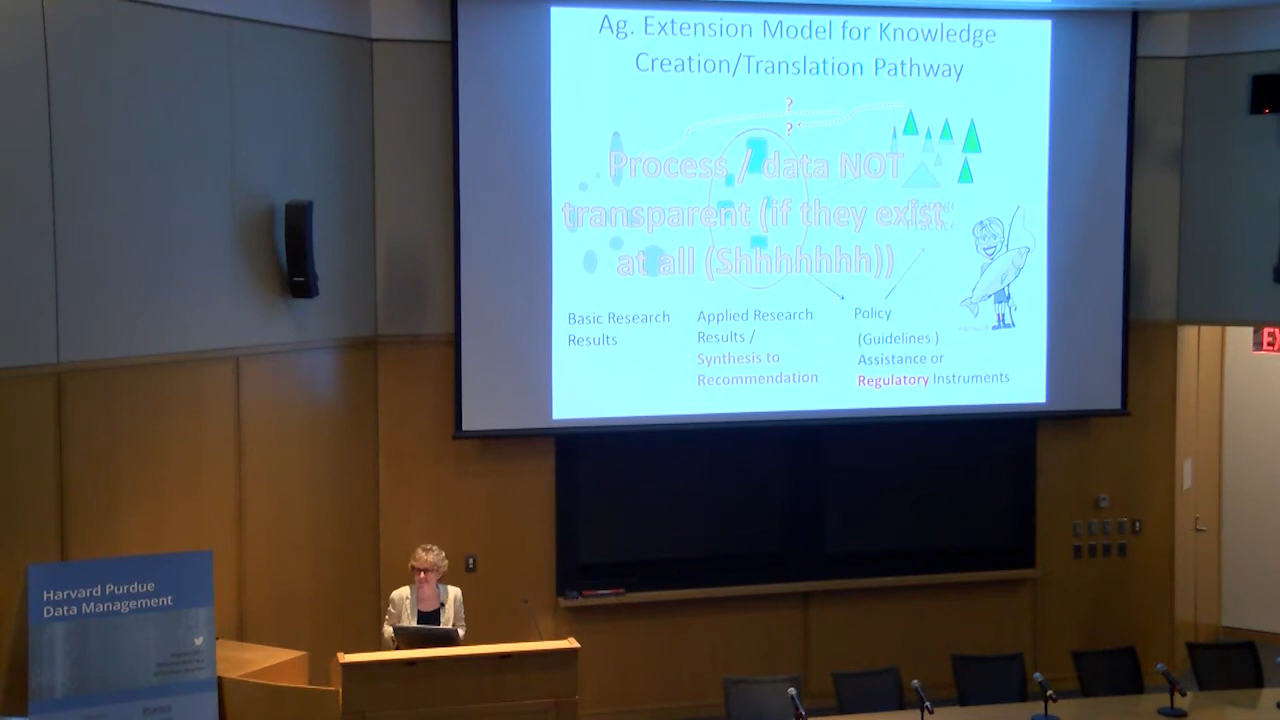 Ag. Extension Model for Knowledge
Creation/Translation Pathway
?
?
Process / data NOT
transparent (if they exist
at all (Shhhhhhh))
Basic Research
Results
Applied Research
Results /
Synthesis to
Recommendation
Policy
(Guidelines )
Assistance or
Regulatory Instruments
Harvard Purdue
Data Management